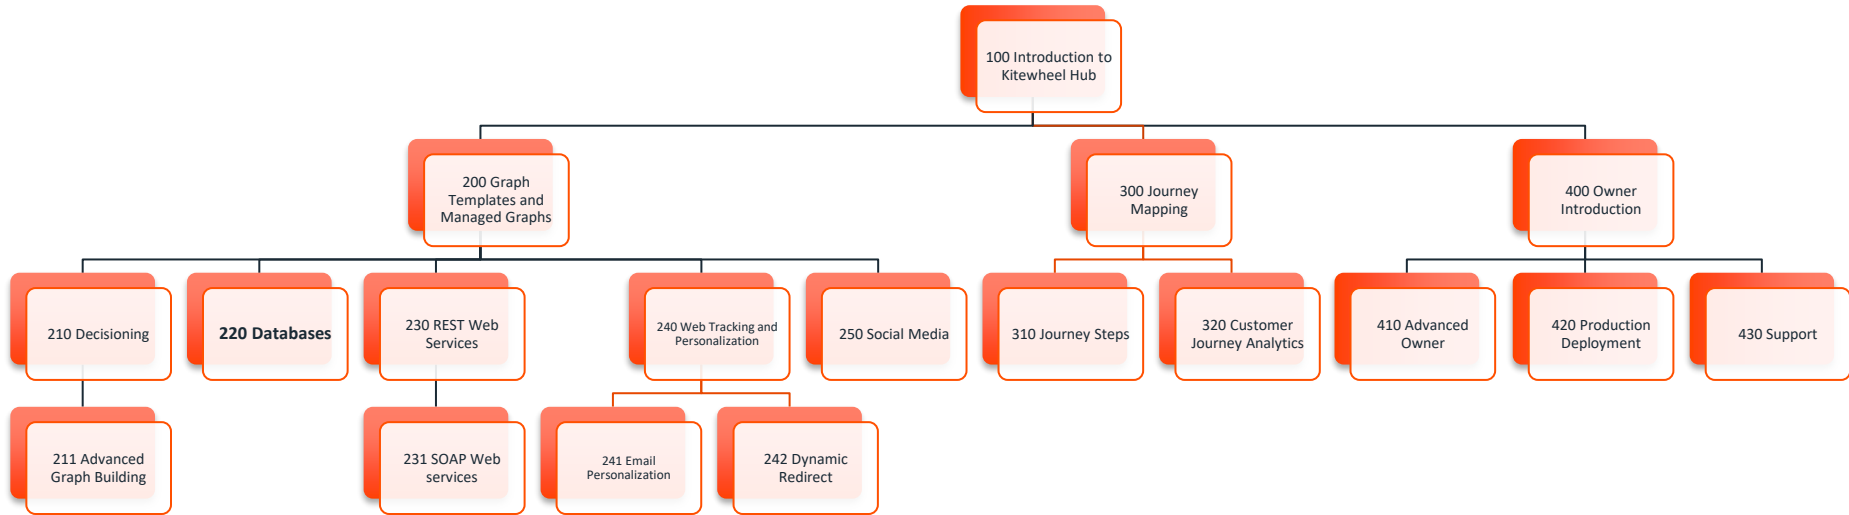 100 Introduction to
Kitewheel Hub
200 Graph
Templates and
Managed Graphs
300 Journey
Mapping
400 Owner
Introduction
210 Decisioning
220 Databases
230 REST Web
Services
240 Web Tracking and
Personalization
250 Social Media
310 Journey Steps
320 Customer
Journey Analytics
410 Advanced
Owner
420 Production
Deployment
430 Support
211 Advanced
Graph Building
231 SOAP Web
services
241 Email
Personalization
242 Dynamic
Redirect